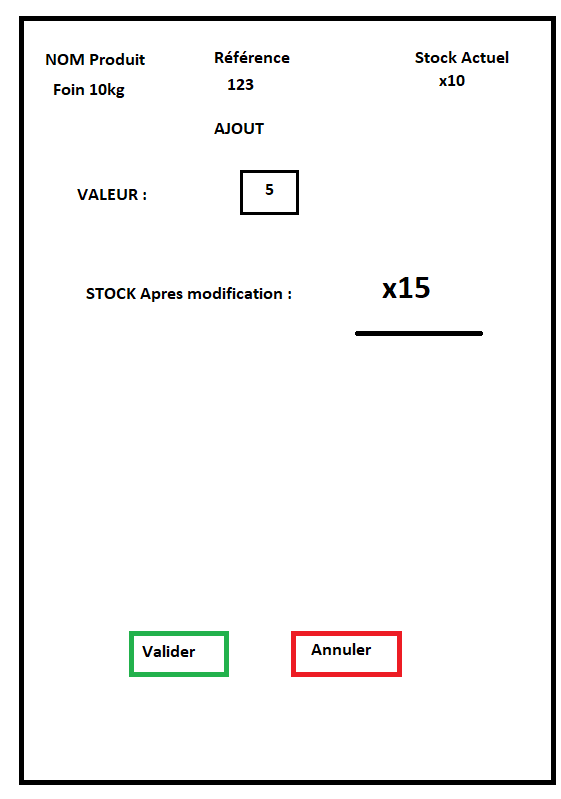 NOM Produit Référence Stock Actuel
Foin 10kg 123 x10
AJOUT
VALEUR : 5
STOCK Apres modification : x15
Valider Annuler